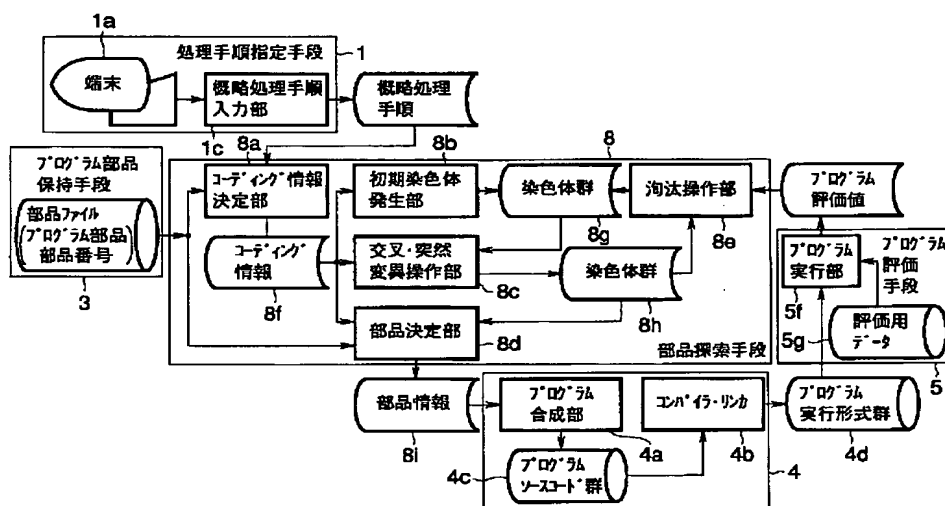 1a
処理手順指定手段
1
端末
概略処理手順
入力部
概略処理
手順
1c
8a
8b
8
プログラム部品
保持手段
コーディング情報
決定部
初期染色体
発生部
染色体群
淘汰操作部
プログラム
評価値
部品ファイル
(プログラム部品)
部品番号
8g
8e
3
コーディング
情報
交叉・突然
変異操作部
染色体群
プログラム
実行部
プログラム
評価
手段
8f
8c
8h
5f
部品決定部
8d
部品探索手段
5g
評価用
データ
5
部品情報
プログラム
合成部
コンパイラ・リンカ
プログラム
実行形式群
8i
4a
4b
4d
4c
プログラム
ソースコード群
4